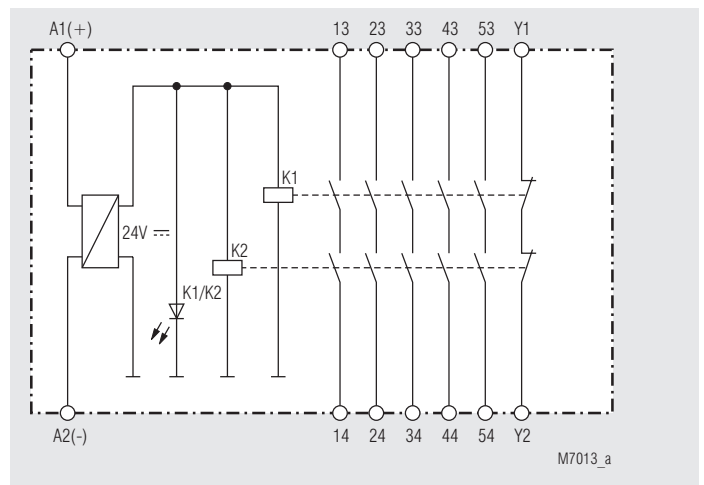 A1(+) 13 23 33 43 53 Y1
K1
24V
K2
K1/K2
A2(-) 14 24 34 44 54 Y2
M7013_a